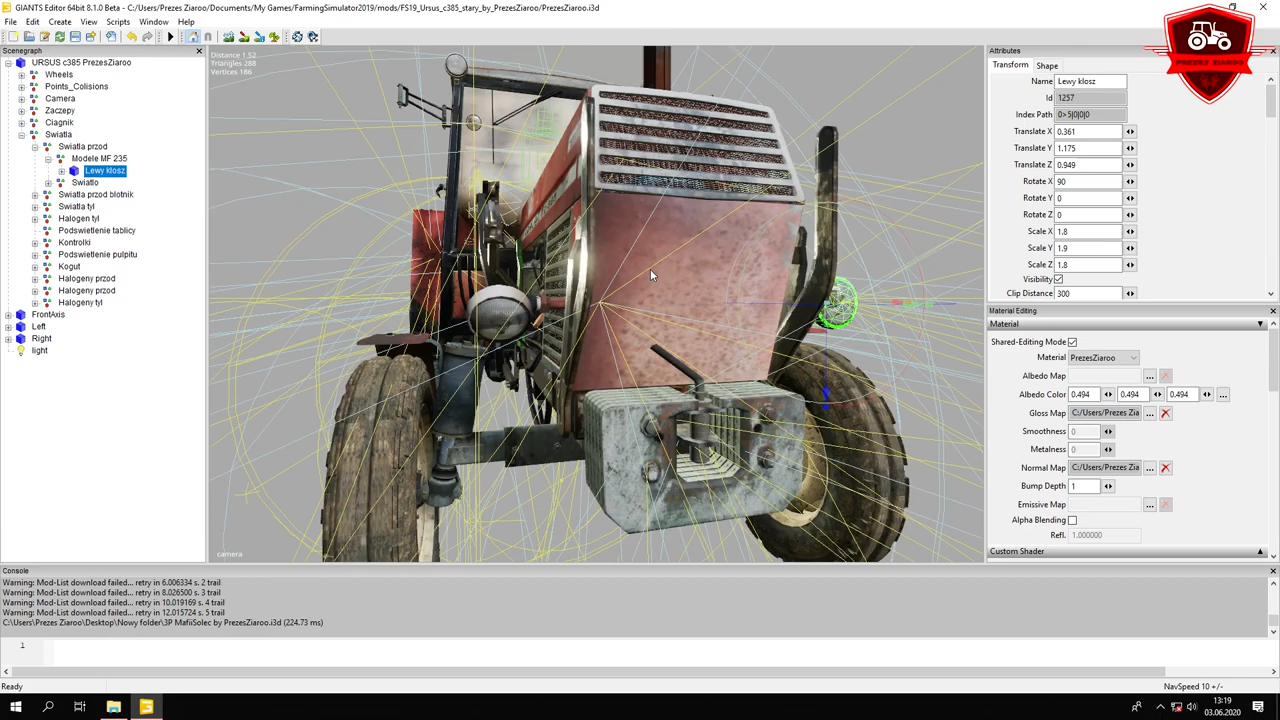 GIANTS Editor 64bit 8.1.0 Beta - C:/Users/Prezes Ziaroo/Documents/My Games/FarmingSimulator2019/mods/FS19_Ursus_c385_stary_by_PrezesZiaroo/PrezesZiaroo.i3d
File Edit Create View Scripts Window Help
Scenegraph
URSUS c385 PrezesZiaroo
Wheels
Points_Colisions
Camera
Zaczepy
Ciagnik
Swiatla
Swiatla przod
Modele MF 235
Lewy klosz
Swiatlo
Swiatla przod blotnik
Swiatla tyl
Halogen tyl
Podswietlenie tablicy
Kontrolki
Podswietlenie pulpitu
Kogut
Halogeny przod
Halogeny przod
Halogeny tyl
FrontAxis
Left
Right
light
Distance 1.52
Triangles 288
Vertices 186
camera
Attributes
Transform Shape
Name Lewy klosz
Id 1257
Index Path 0>5|0|0|0
Translate X 0.361
Translate Y 1.175
Translate Z 0.949
Rotate X 90
Rotate Y 0
Rotate Z 0
Scale X 1.8
Scale Y 1.9
Scale Z 1.8
Visibility
Clip Distance 300
PREZES ZIAROO
Material Editing
Material
Shared-Editing Mode
Material PrezesZiaroo
Albedo Map ...
Albedo Color 0.494 0.494 0.494 ...
Gloss Map C:/Users/Prezes Zia ...
Smoothness 0
Metalness 0
Normal Map C:/Users/Prezes Zia ...
Bump Depth 1
Emissive Map ...
Alpha Blending
Refl. 1.000000
Custom Shader
Console
Warning: Mod-List download failed... retry in 6.006334 s. 2 trail
Warning: Mod-List download failed... retry in 8.026500 s. 3 trail
Warning: Mod-List download failed... retry in 10.019169 s. 4 trail
Warning: Mod-List download failed... retry in 12.015724 s. 5 trail
C:\Users\Prezes Ziaroo\Desktop\Nowy folder\3P MafiiSolec by PrezesZiaroo.i3d (224.73 ms)
1
Ready
NavSpeed 10 +/-
13:19
03.06.2020